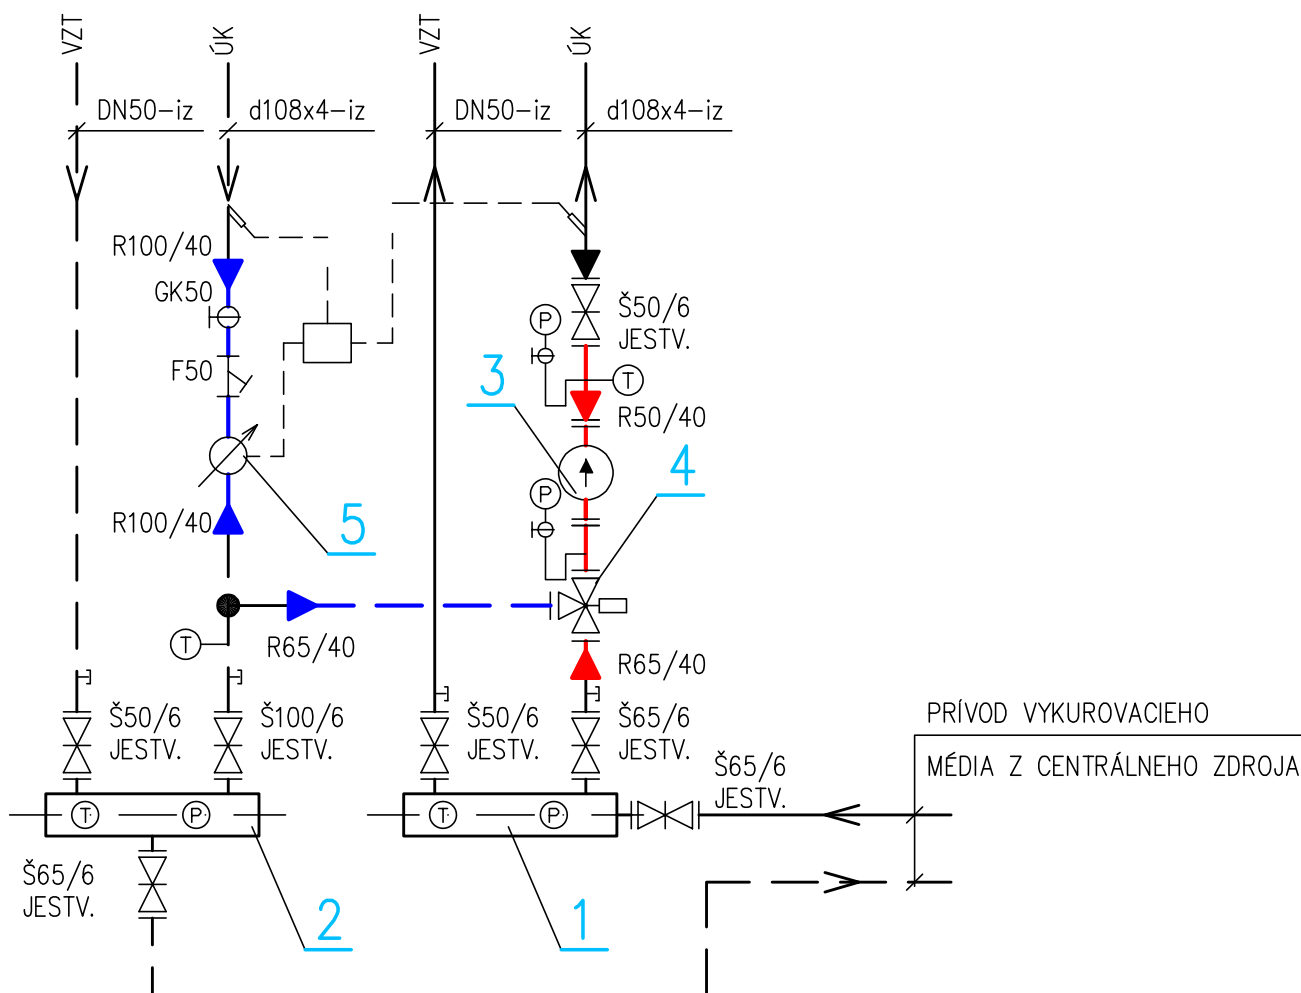 VZT
ÚK
VZT
ÚK
DN50-iz
d108x4-iz
DN50-iz
d108x4-iz
R100/40
GK50
F50
R100/40
5
R65/40
T
Š50/6
JESTV.
Š100/6
JESTV.
T
P
Š65/6
JESTV.
2
P
Š50/6
JESTV.
T
3
R50/40
4
P
R65/40
Š50/6
JESTV.
Š65/6
JESTV.
T
P
1
Š65/6
JESTV.
PRÍVOD VYKUROVACIEHO
MÉDIA Z CENTRÁLNEHO ZDROJA